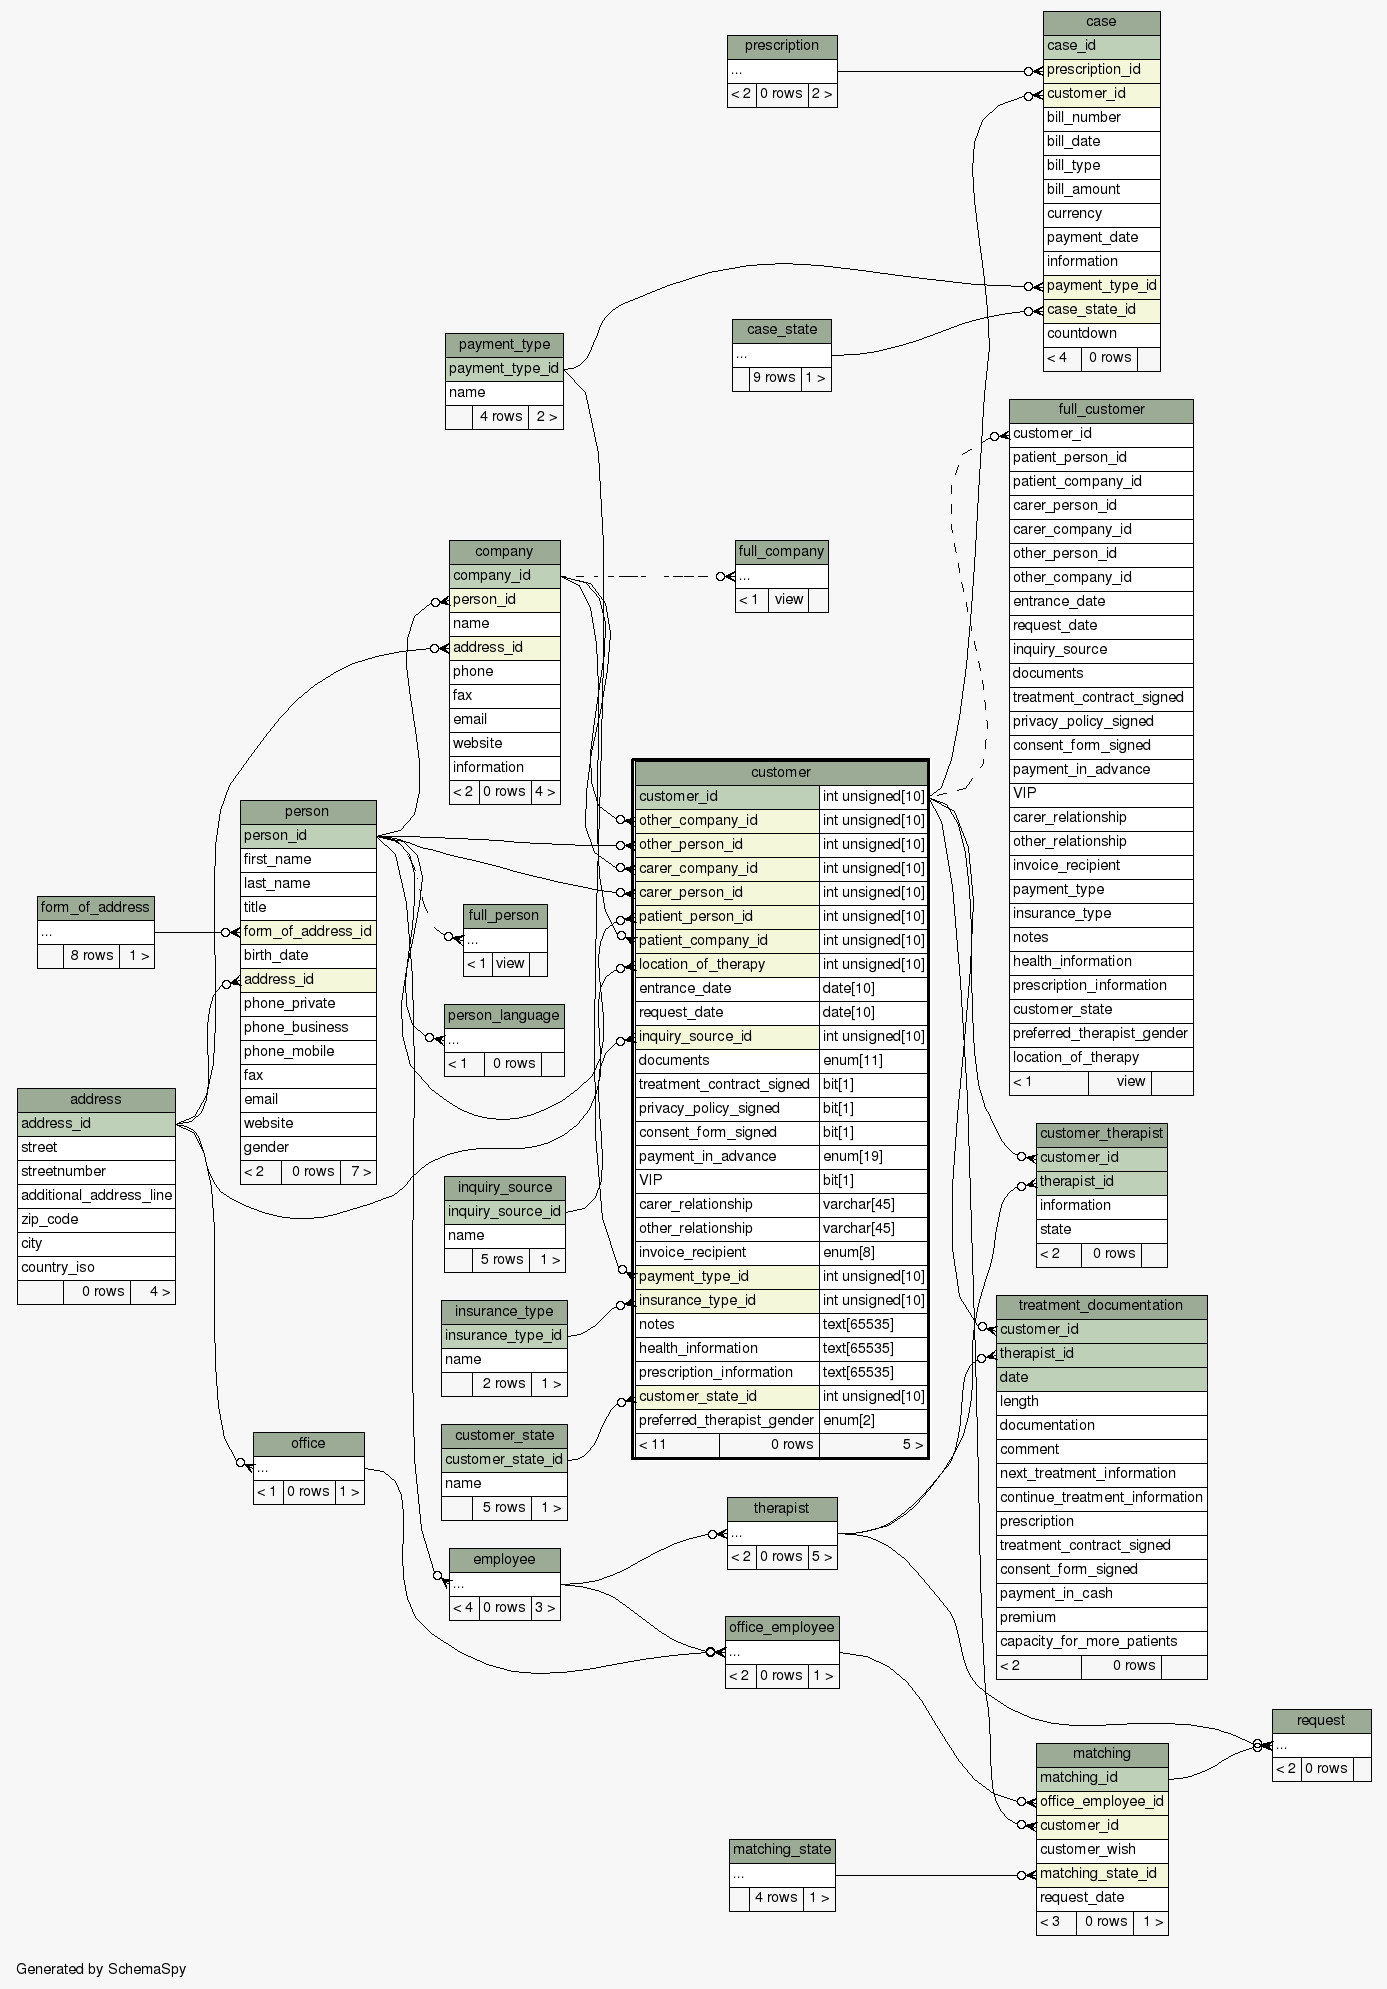 case
case_id
prescription_id
customer_id
bill_number
bill_date
bill_type
bill_amount
currency
payment_date
information
payment_type_id
case_state_id
countdown
< 4 0 rows
prescription
...
< 2 0 rows 2 >
case_state
...
9 rows 1 >
payment_type
payment_type_id
name
4 rows 2 >
full_customer
customer_id
patient_person_id
patient_company_id
carer_person_id
carer_company_id
other_person_id
other_company_id
entrance_date
request_date
inquiry_source
documents
treatment_contract_signed
privacy_policy_signed
consent_form_signed
payment_in_advance
VIP
carer_relationship
other_relationship
invoice_recipient
payment_type
insurance_type
notes
health_information
prescription_information
customer_state
preferred_therapist_gender
location_of_therapy
< 1 view
company
company_id
person_id
name
address_id
phone
fax
email
website
information
< 2 0 rows 4 >
full_company
...
< 1 view
customer
customer_id int unsigned[10]
other_company_id int unsigned[10]
other_person_id int unsigned[10]
carer_company_id int unsigned[10]
carer_person_id int unsigned[10]
patient_person_id int unsigned[10]
patient_company_id int unsigned[10]
location_of_therapy int unsigned[10]
entrance_date date[10]
request_date date[10]
inquiry_source_id int unsigned[10]
documents enum[11]
treatment_contract_signed bit[1]
privacy_policy_signed bit[1]
consent_form_signed bit[1]
payment_in_advance enum[19]
VIP bit[1]
carer_relationship varchar[45]
other_relationship varchar[45]
invoice_recipient enum[8]
payment_type_id int unsigned[10]
insurance_type_id int unsigned[10]
notes text[65535]
health_information text[65535]
prescription_information text[65535]
customer_state_id int unsigned[10]
preferred_therapist_gender enum[2]
< 11 0 rows 5 >
person
person_id
first_name
last_name
title
form_of_address_id
birth_date
address_id
phone_private
phone_business
phone_mobile
fax
email
website
gender
< 2 0 rows 7 >
form_of_address
...
8 rows 1 >
full_person
...
< 1 view
person_language
...
< 1 0 rows
address
address_id
street
streetnumber
additional_address_line
zip_code
city
country_iso
0 rows 4 >
inquiry_source
inquiry_source_id
name
5 rows 1 >
insurance_type
insurance_type_id
name
2 rows 1 >
customer_state
customer_state_id
name
5 rows 1 >
customer_therapist
customer_id
therapist_id
information
state
< 2 0 rows
treatment_documentation
customer_id
therapist_id
date
length
documentation
comment
next_treatment_information
continue_treatment_information
prescription
treatment_contract_signed
consent_form_signed
payment_in_cash
premium
capacity_for_more_patients
< 2 0 rows
office
...
< 1 0 rows 1 >
therapist
...
< 2 0 rows 5 >
employee
...
< 4 0 rows 3 >
office_employee
...
< 2 0 rows 1 >
request
...
< 2 0 rows
matching
matching_id
office_employee_id
customer_id
customer_wish
matching_state_id
request_date
< 3 0 rows 1 >
matching_state
...
4 rows 1 >
Generated by SchemaSpy